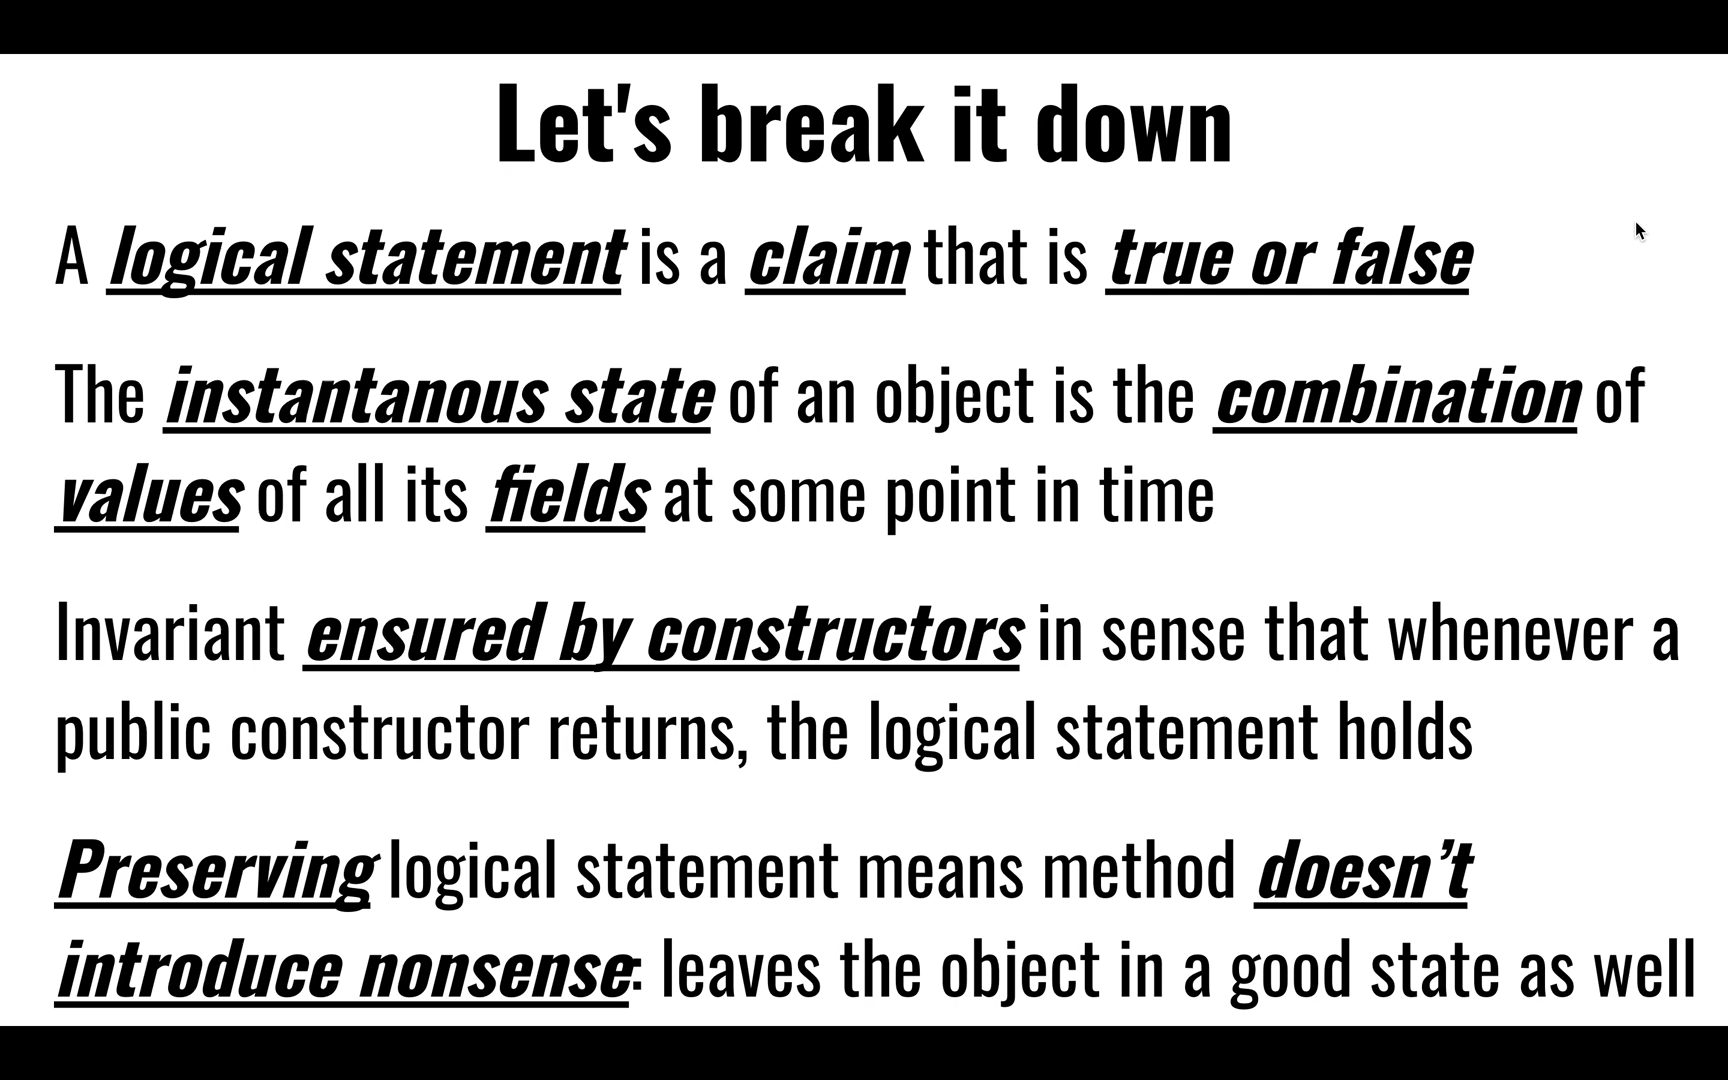 Let's break it down
A logical statement is a claim that is true or false
The instantanous state of an object is the combination of
values of all its fields at some point in time
Invariant ensured by constructors in sense that whenever a
public constructor returns, the logical statement holds
Preserving logical statement means method doesn’t
introduce nonsense: leaves the object in a good state as well